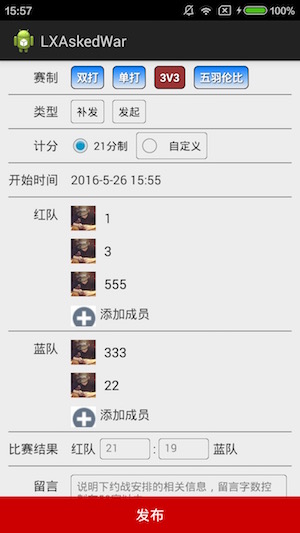 15:57 100%
LXAskedWar
赛制 双打 单打 3V3 五羽伦比
类型 补发 发起
计分 21分制 自定义
开始时间 2016-5-26 15:55
红队 1
3
555
添加成员
蓝队 333
22
添加成员
比赛结果 红队 21 : 19 蓝队
留言 说明下约战安排的相关信息，留言字数控
发布